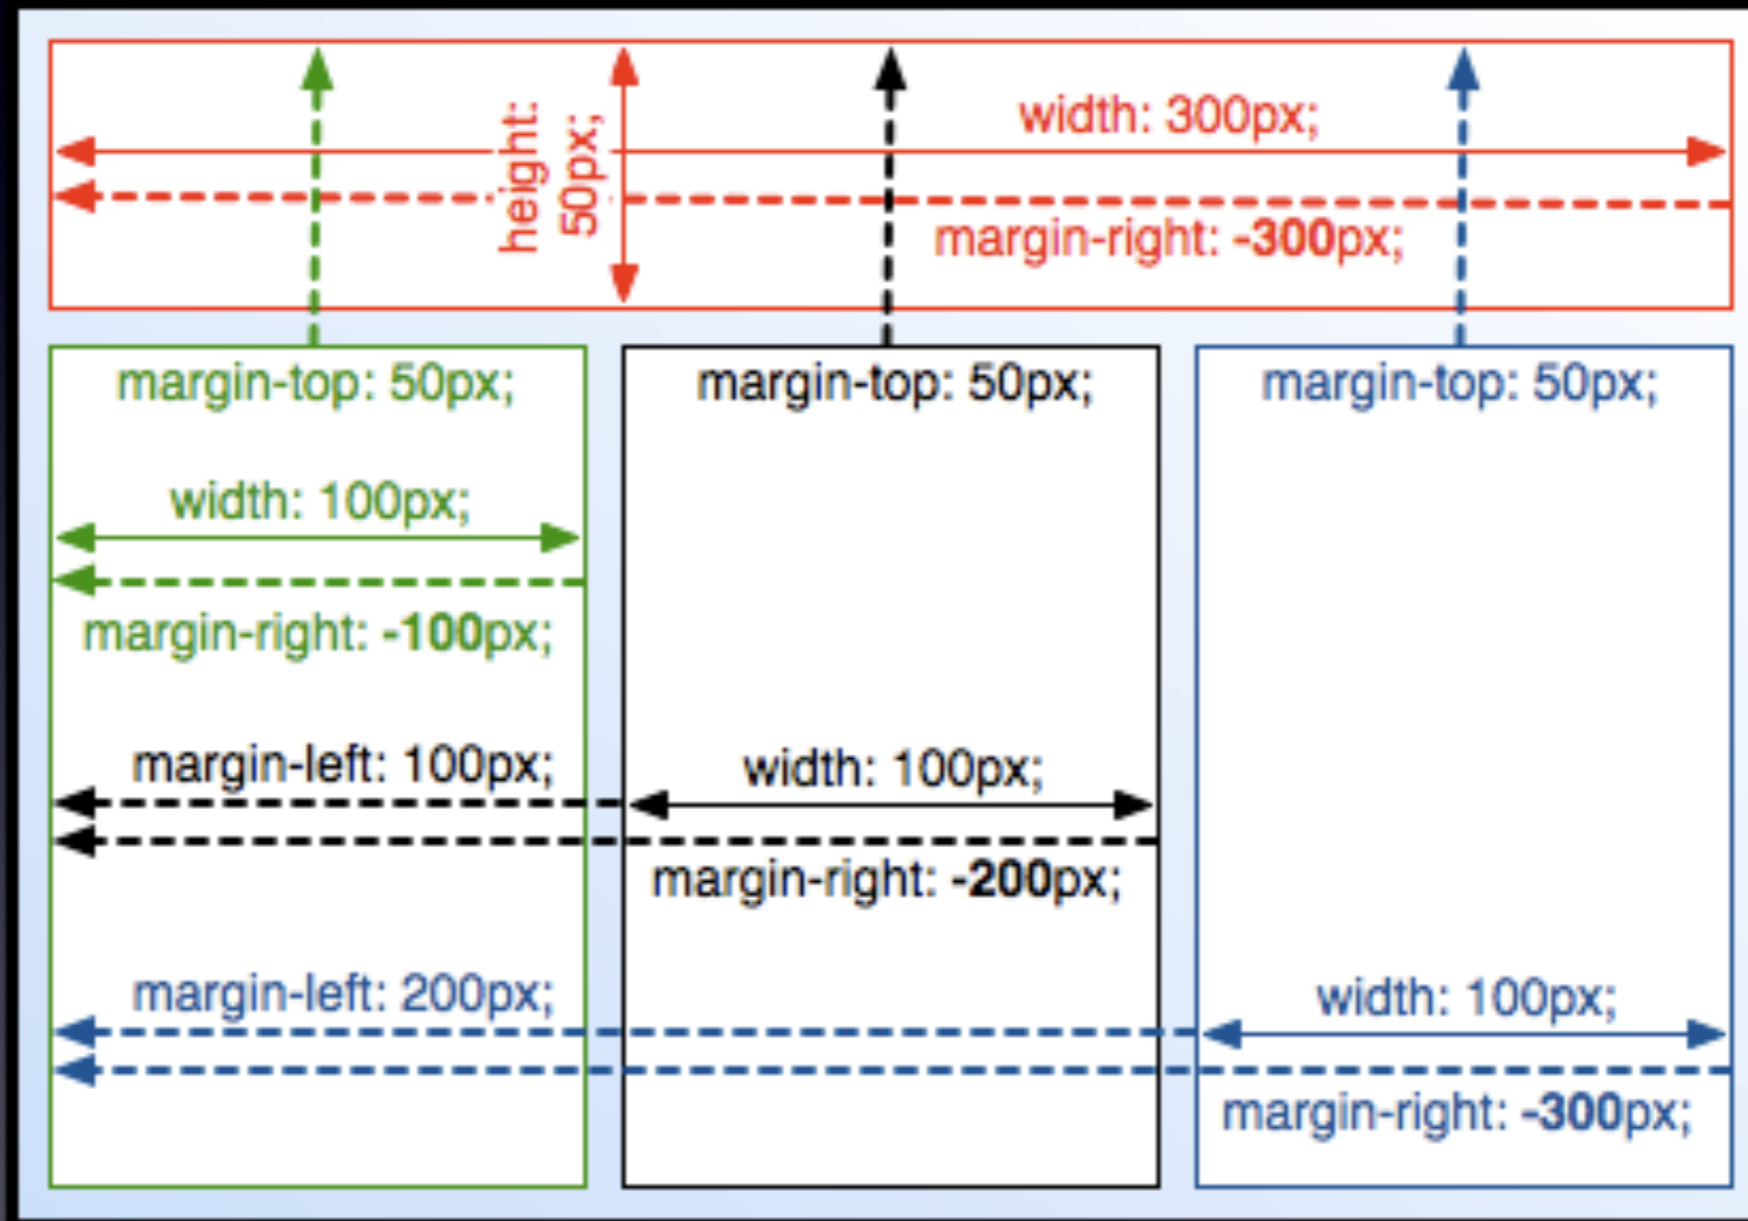 width: 300px;
height:
50px;
margin-right: -300px;
margin-top: 50px;
margin-top: 50px;
margin-top: 50px;
width: 100px;
margin-right: -100px;
margin-left: 100px;
width: 100px;
margin-right: -200px;
margin-left: 200px;
width: 100px;
margin-right: -300px;